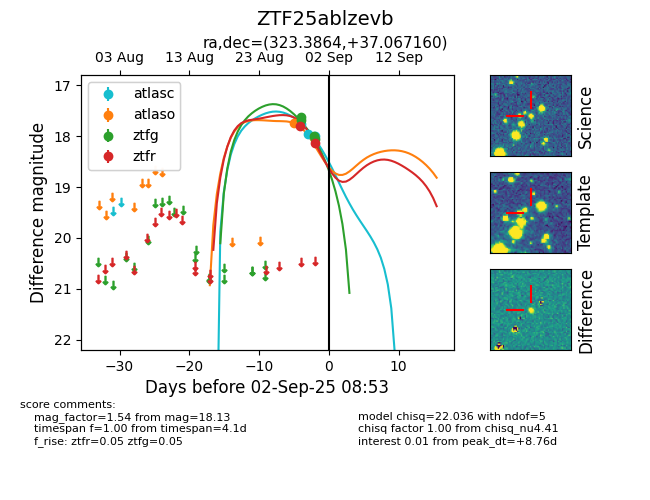 ZTF25ablzevb
ra,dec=(323.3864,+37.067160)
03 Aug 13 Aug 23 Aug 02 Sep 12 Sep
atlasc
atlaso
ztfg
ztfr
17
18
19
20
21
22
Difference magnitude
−30 −20 −10 0 10
Days before 02-Sep-25 08:53
Science
Template
Difference
score comments:
mag_factor=1.54 from mag=18.13
timespan f=1.00 from timespan=4.1d
f_rise: ztfr=0.05 ztfg=0.05
model chisq=22.036 with ndof=5
chisq factor 1.00 from chisq_nu4.41
interest 0.01 from peak_dt=+8.76d